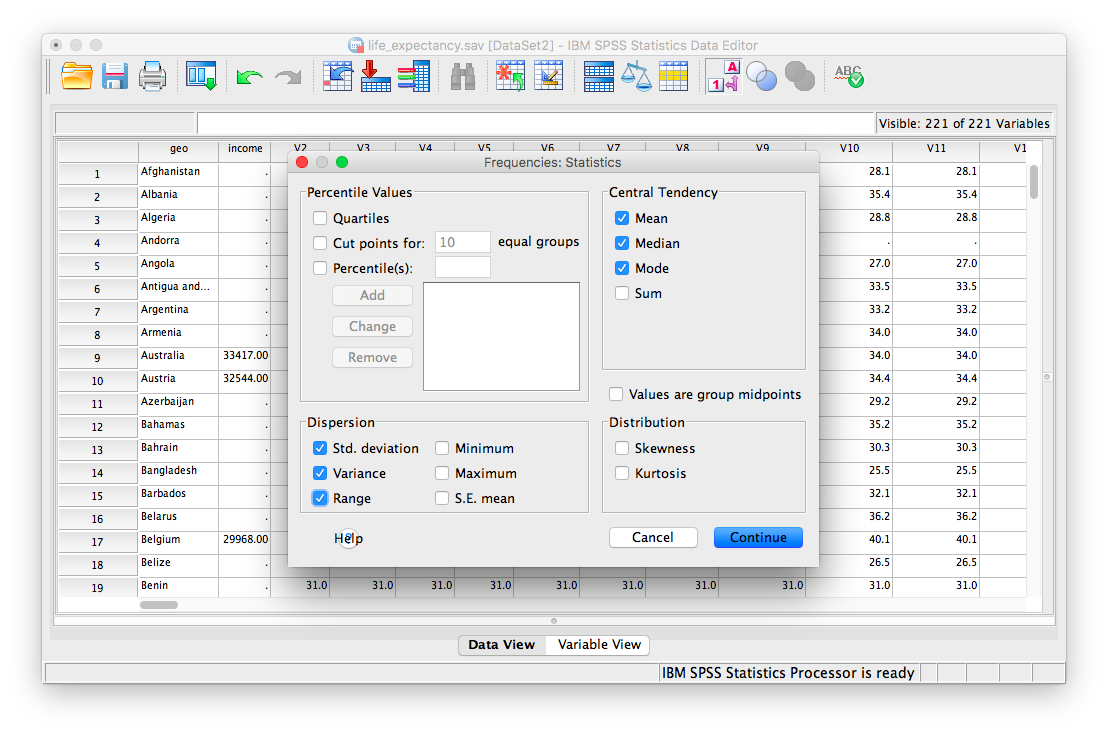 life_expectancy.sav [DataSet2] - IBM SPSS Statistics Data Editor
1 A
ABC
Visible: 221 of 221 Variables
geo income V2 V3 V4 V5 V6 V7 V8 V9 V10 V11 V1
Frequencies: Statistics
Percentile Values
Quartiles
Cut points for: 10 equal groups
Percentile(s):
Add
Change
Remove
Central Tendency
Mean
Median
Mode
Sum
Values are group midpoints
Dispersion
Std. deviation Minimum
Variance Maximum
Range S.E. mean
Distribution
Skewness
Kurtosis
Help Cancel Continue
1 Afghanistan . 28.1 28.1
2 Albania . 35.4 35.4
3 Algeria . 28.8 28.8
4 Andorra . . .
5 Angola . 27.0 27.0
6 Antigua and... . 33.5 33.5
7 Argentina . 33.2 33.2
8 Armenia . 34.0 34.0
9 Australia 33417.00 34.0 34.0
10 Austria 32544.00 34.4 34.4
11 Azerbaijan . 29.2 29.2
12 Bahamas . 35.2 35.2
13 Bahrain . 30.3 30.3
14 Bangladesh . 25.5 25.5
15 Barbados . 32.1 32.1
16 Belarus . 36.2 36.2
17 Belgium 29968.00 40.1 40.1
18 Belize . 26.5 26.5
19 Benin . 31.0 31.0 31.0 31.0 31.0 31.0 31.0 31.0 31.0 31.0
Data View Variable View
IBM SPSS Statistics Processor is ready